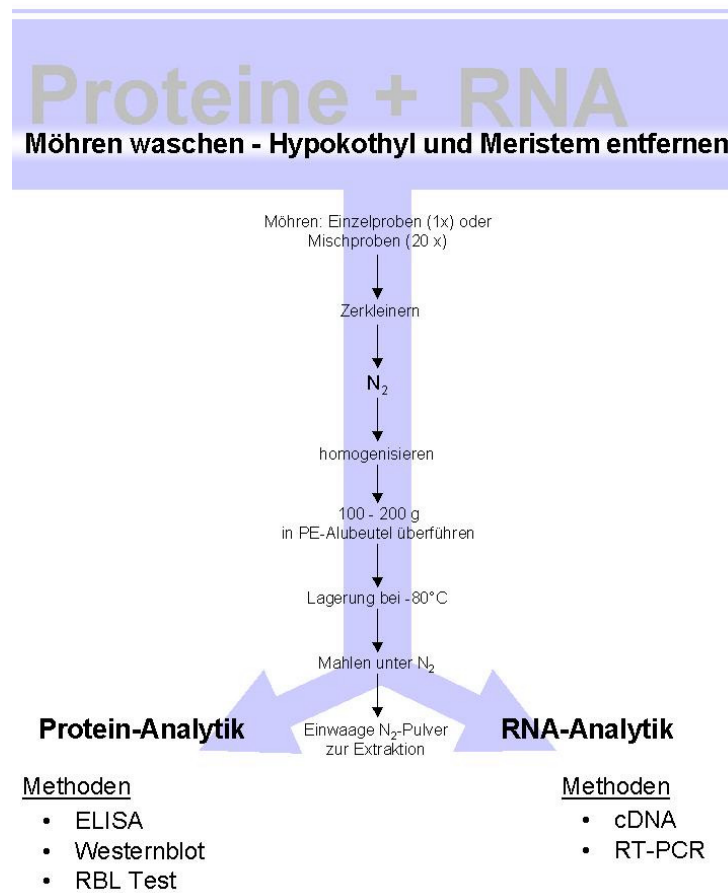 Proteine + RNA
Möhren waschen - Hypokothyl und Meristem entfernen
Möhren: Einzelproben (1x) oder
Mischproben (20 x)
Zerkleinern
N₂
homogenisieren
100 - 200 g
in PE-Alubeutel überführen
Lagerung bei -80°C
Mahlen unter N₂
Einwaage N₂-Pulver
zur Extraktion
Protein-Analytik
Methoden
• ELISA
• Westernblot
• RBL Test
RNA-Analytik
Methoden
• cDNA
• RT-PCR